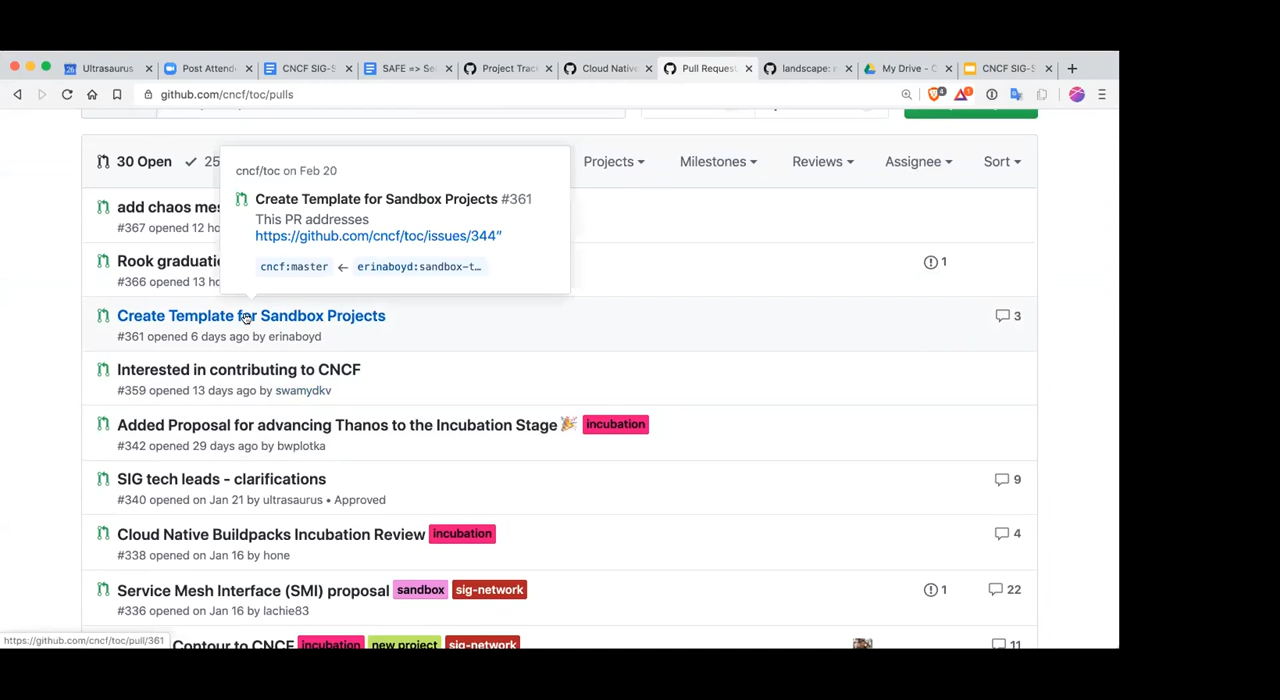 26 Ultrasaurus
Post Attend
CNCF SIG-S
SAFE => Se
Project Trac
Cloud Native
Pull Request
landscape: r
My Drive - C
CNCF SIG-S
github.com/cncf/toc/pulls
30 Open
25
Projects
Milestones
Reviews
Assignee
Sort
cncf/toc on Feb 20
Create Template for Sandbox Projects #361
This PR addresses
https://github.com/cncf/toc/issues/344"
cncf:master ← erinaboyd:sandbox-t…
add chaos mes
#367 opened 12 ho
Rook graduati
1
#366 opened 13 ho
Create Template for Sandbox Projects
3
#361 opened 6 days ago by erinaboyd
Interested in contributing to CNCF
#359 opened 13 days ago by swamydkv
Added Proposal for advancing Thanos to the Incubation Stage 🎉 incubation
#342 opened 29 days ago by bwplotka
SIG tech leads - clarifications
9
#340 opened on Jan 21 by ultrasaurus • Approved
Cloud Native Buildpacks Incubation Review incubation
4
#338 opened on Jan 16 by hone
Service Mesh Interface (SMI) proposal sandbox sig-network
1
22
#336 opened on Jan 16 by lachie83
https://github.com/cncf/toc/pull/361
Contour to CNCF incubation new project sig-network
11